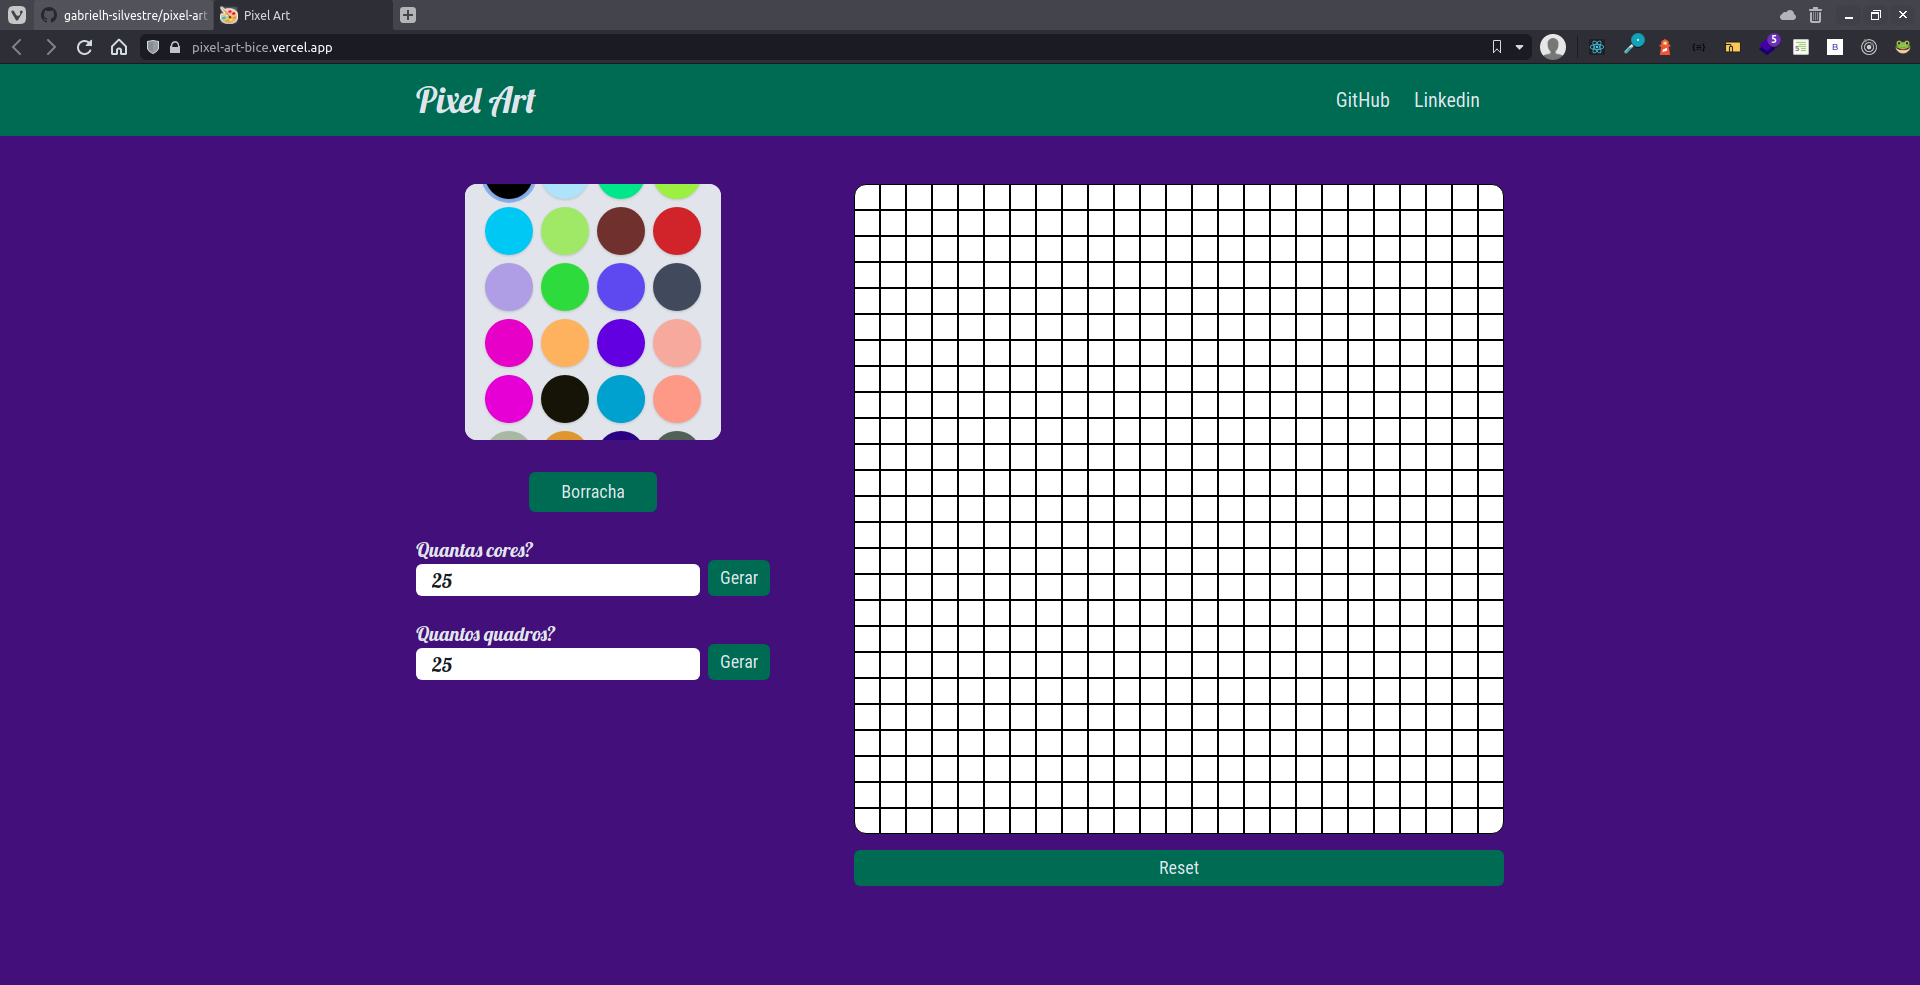 gabrielh-silvestre/pixel-art
Pixel Art
pixel-art-bice.vercel.app
5
B
Pixel Art
GitHub
Linkedin
Borracha
Quantas cores?
25
Gerar
Quantos quadros?
25
Gerar
Reset